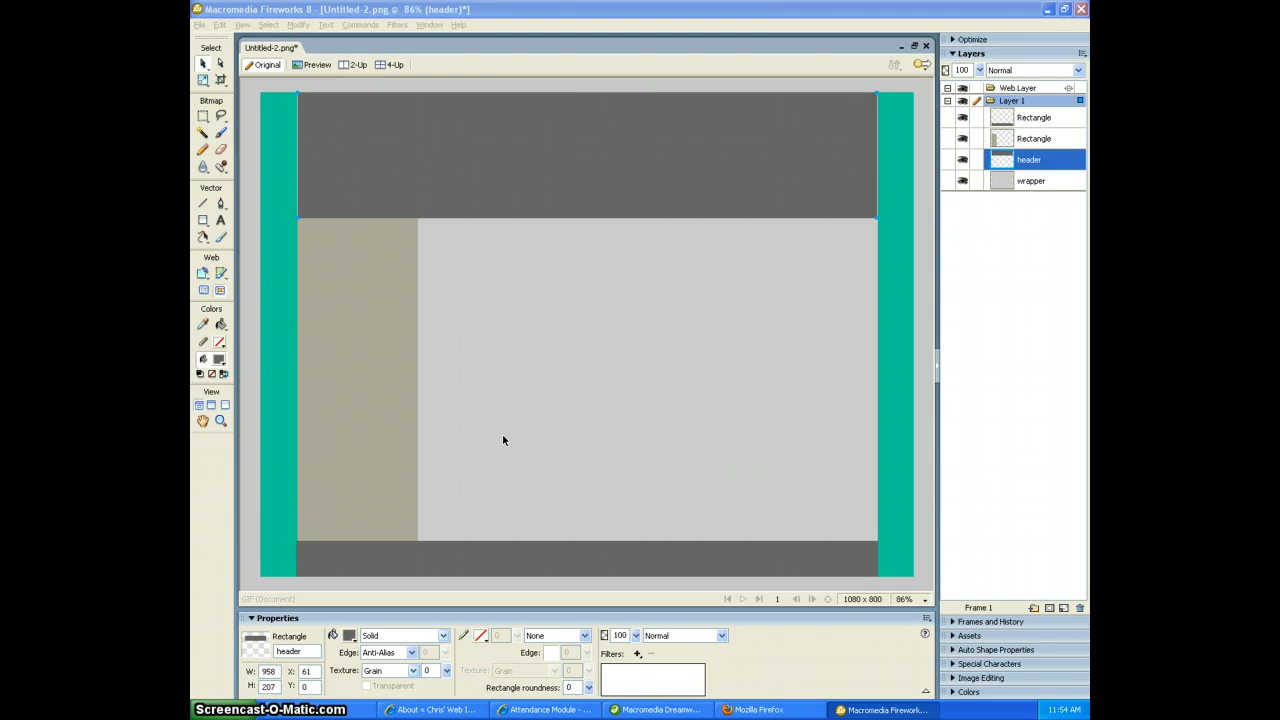 Macromedia Fireworks 8 - [Untitled-2.png @ 86% (header)*]
File Edit View Select Modify Text Commands Filters Window Help
Select
Untitled-2.png*
Original Preview 2-Up 4-Up
Bitmap
Vector
A
Web
Colors
View
Optimize
Layers
100 Normal
Web Layer
Layer 1
Rectangle
Rectangle
header
wrapper
GIF (Document)
1 1080 x 800 86%
Frame 1
Frames and History
Assets
Auto Shape Properties
Special Characters
Image Editing
Colors
Properties
Rectangle
header
W: 958 X: 61
H: 207 Y: 0
Solid
Edge: Anti-Alias 0
Texture: Grain 0
Transparent
0 None
Edge: 0
Texture: Grain 0
Rectangle roundness: 0
100 Normal
Filters:
Screencast-O-Matic.com
About « Chris' Web I...
Attendance Module - ...
Macromedia Dreamw...
Mozilla Firefox
Macromedia Firework...
11:54 AM